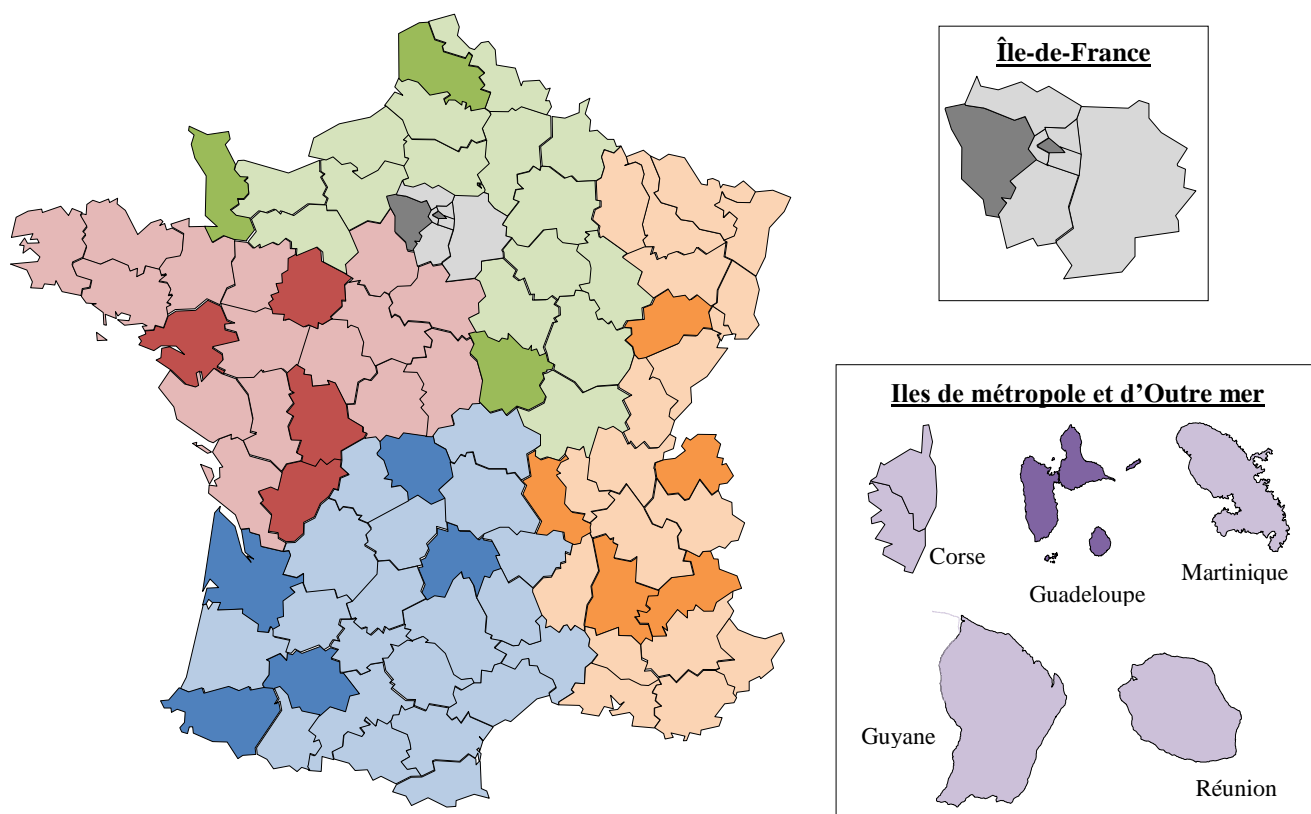 Île-de-France
Iles de métropole et d’Outre mer
Corse
Guadeloupe
Martinique
Guyane
Réunion